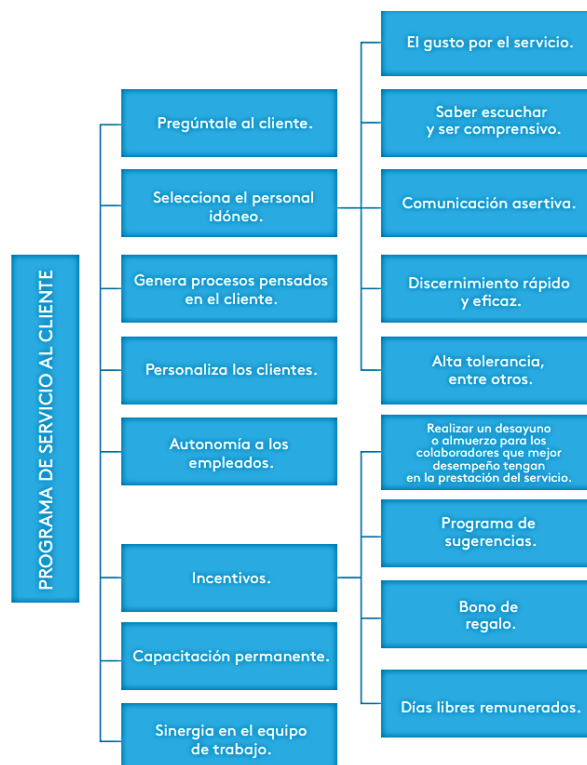 PROGRAMA DE SERVICIO AL CLIENTE
Pregúntale al cliente.
Selecciona el personal
idóneo.
El gusto por el servicio.
Saber escuchar
y ser comprensivo.
Comunicación asertiva.
Discernimiento rápido
y eficaz.
Alta tolerancia,
entre otros.
Genera procesos pensados
en el cliente.
Personaliza los clientes.
Autonomía a los
empleados.
Incentivos.
Realizar un desayuno
o almuerzo para los
colaboradores que mejor
desempeño tengan
en la prestación del servicio.
Programa de
sugerencias.
Bono de
regalo.
Días libres remunerados.
Capacitación permanente.
Sinergia en el equipo
de trabajo.